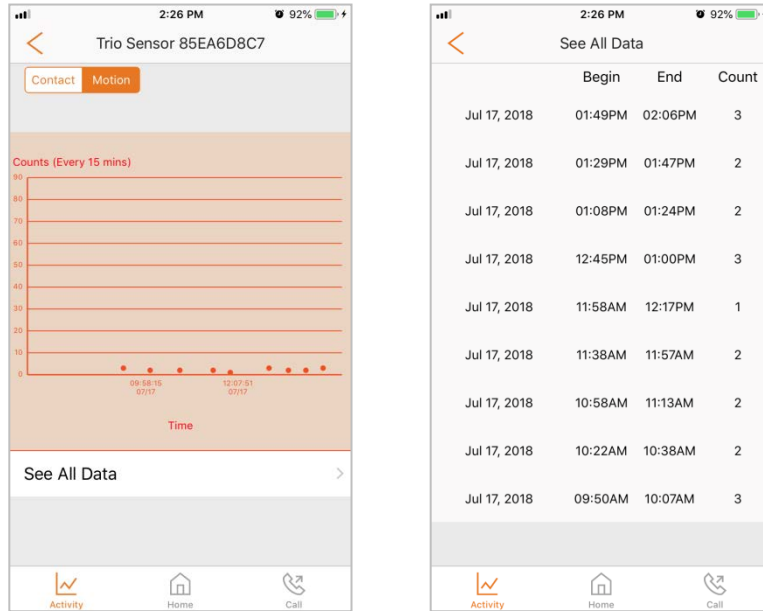 2:26 PM 92%
Trio Sensor 85EA6D8C7
Contact Motion
Counts (Every 15 mins)
90
80
70
60
50
40
30
20
10
0
09:58:15 12:07:51
07/17 07/17
Time
See All Data
Activity Home Call
2:26 PM 92%
See All Data
Begin End Count
Jul 17, 2018 01:49PM 02:06PM 3
Jul 17, 2018 01:29PM 01:47PM 2
Jul 17, 2018 01:08PM 01:24PM 2
Jul 17, 2018 12:45PM 01:00PM 3
Jul 17, 2018 11:58AM 12:17PM 1
Jul 17, 2018 11:38AM 11:57AM 2
Jul 17, 2018 10:58AM 11:13AM 2
Jul 17, 2018 10:22AM 10:38AM 2
Jul 17, 2018 09:50AM 10:07AM 3
Activity Home Call